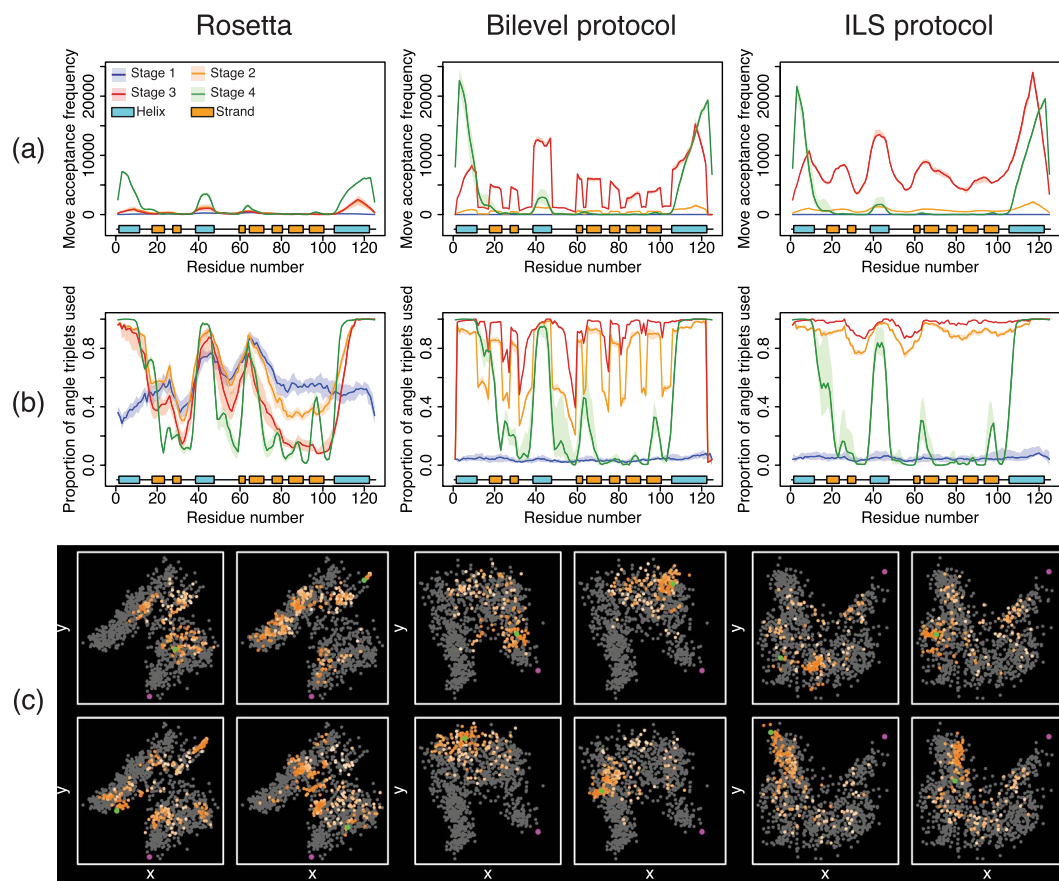 Rosetta Bilevel protocol ILS protocol
(a)
Move acceptance frequency Move acceptance frequency Move acceptance frequency
20000 20000 20000
10000 10000 10000
0 0 0
Stage 1 Stage 2
Stage 3 Stage 4
Helix Strand
0 20 40 60 80 100 120 0 20 40 60 80 100 120 0 20 40 60 80 100 120
Residue number Residue number Residue number
(b)
Proportion of angle triplets used Proportion of angle triplets used Proportion of angle triplets used
0.8 0.8 0.8
0.4 0.4 0.4
0.0 0.0 0.0
0 20 40 60 80 100 120 0 20 40 60 80 100 120 0 20 40 60 80 100 120
Residue number Residue number Residue number
(c)
y y y
y y y
x x x x x x